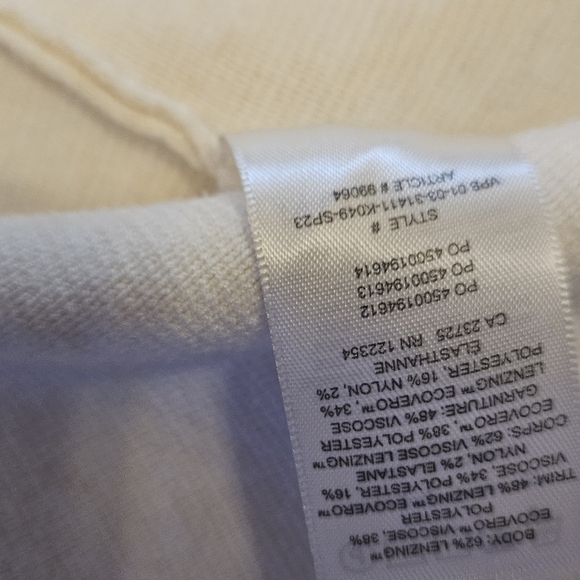 BODY: 62% LENZING™
ECOVERO™ VISCOSE, 38%
POLYESTER
TRIM: 48% LENZING™ ECOVERO™
VISCOSE, 34% POLYESTER, 16%
NYLON, 2% ELASTANE
CORPS: 62% VISCOSE LENZING™
ECOVERO™, 38% POLYESTER
GARNITURE: 48% VISCOSE
LENZING™ ECOVERO™, 34%
POLYESTER, 16% NYLON, 2%
ELASTHANNE
CA 23725 RN 122354
PO 4500194612
PO 4500194613
PO 4500194614
STYLE #
VPB 01-03-31411-K049-SP23
ARTICLE # 99064